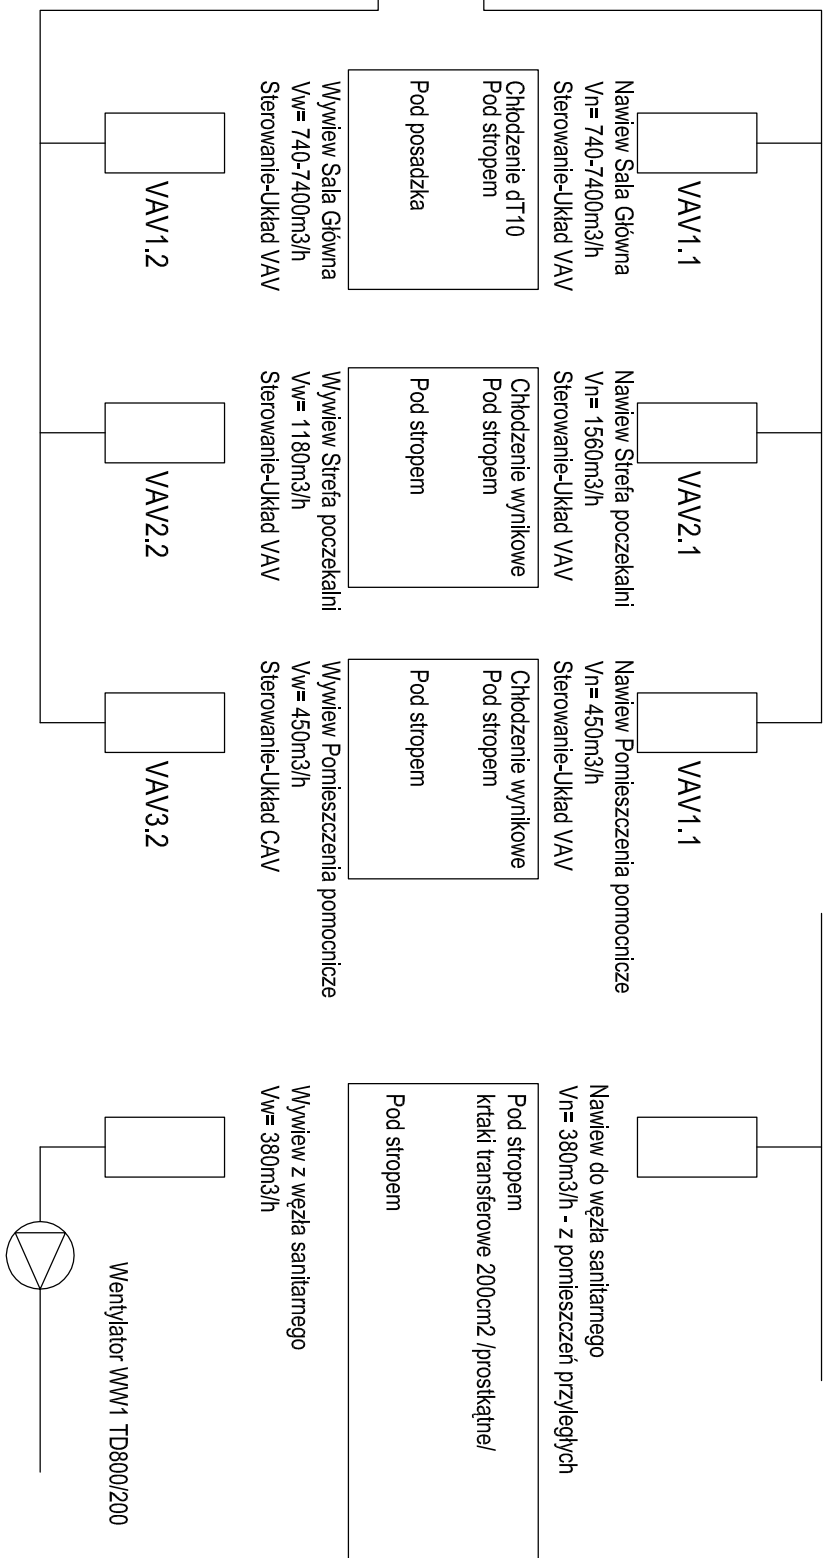 VAV1.1
Nawiew Sala Główna
Vn= 740-7400m3/h
Sterowanie-Układ VAV
Chłodzenie dT10
Pod stropem
Pod posadzka
Wywiew Sala Główna
Vw= 740-7400m3/h
Sterowanie-Układ VAV
VAV1.2
VAV2.1
Nawiew Strefa poczekalni
Vn= 1560m3/h
Sterowanie-Układ VAV
Chłodzenie wynikowe
Pod stropem
Pod stropem
Wywiew Strefa poczekalni
Vw= 1180m3/h
Sterowanie-Układ VAV
VAV2.2
VAV1.1
Nawiew Pomieszczenia pomocnicze
Vn= 450m3/h
Sterowanie-Układ VAV
Chłodzenie wynikowe
Pod stropem
Pod stropem
Wywiew Pomieszczenia pomocnicze
Vw= 450m3/h
Sterowanie-Układ CAV
VAV3.2
Nawiew do węzła sanitarnego
Vn= 380m3/h - z pomieszczeń przyległych
Pod stropem
krtaki transferowe 200cm2 /prostkątne/
Pod stropem
Wywiew z węzła sanitarnego
Vw= 380m3/h
Wentylator WW1 TD800/200